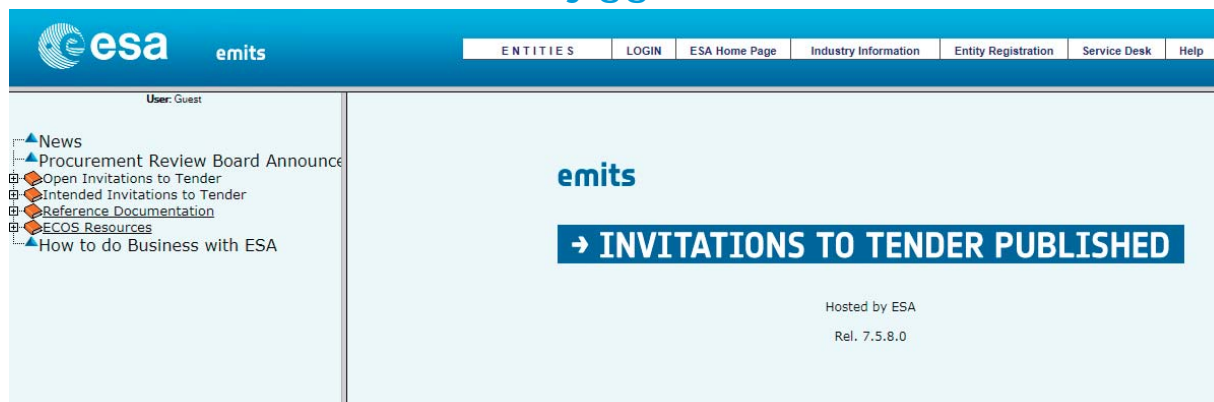 esa
emits
ENTITIES LOGIN ESA Home Page Industry Information Entity Registration Service Desk Help
User: Guest
News
Procurement Review Board Announce
Open Invitations to Tender
Intended Invitations to Tender
Reference Documentation
ECOS Resources
How to do Business with ESA
emits
→ INVITATIONS TO TENDER PUBLISHED
Hosted by ESA
Rel. 7.5.8.0